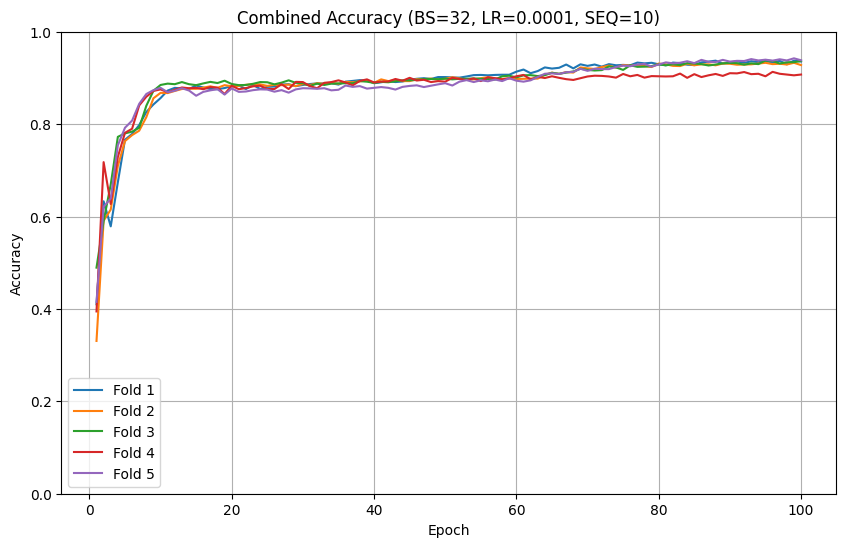 Combined Accuracy (BS=32, LR=0.0001, SEQ=10)
1.0
0.8
0.6
0.4
0.2
0.0
Accuracy
Fold 1
Fold 2
Fold 3
Fold 4
Fold 5
0 20 40 60 80 100
Epoch